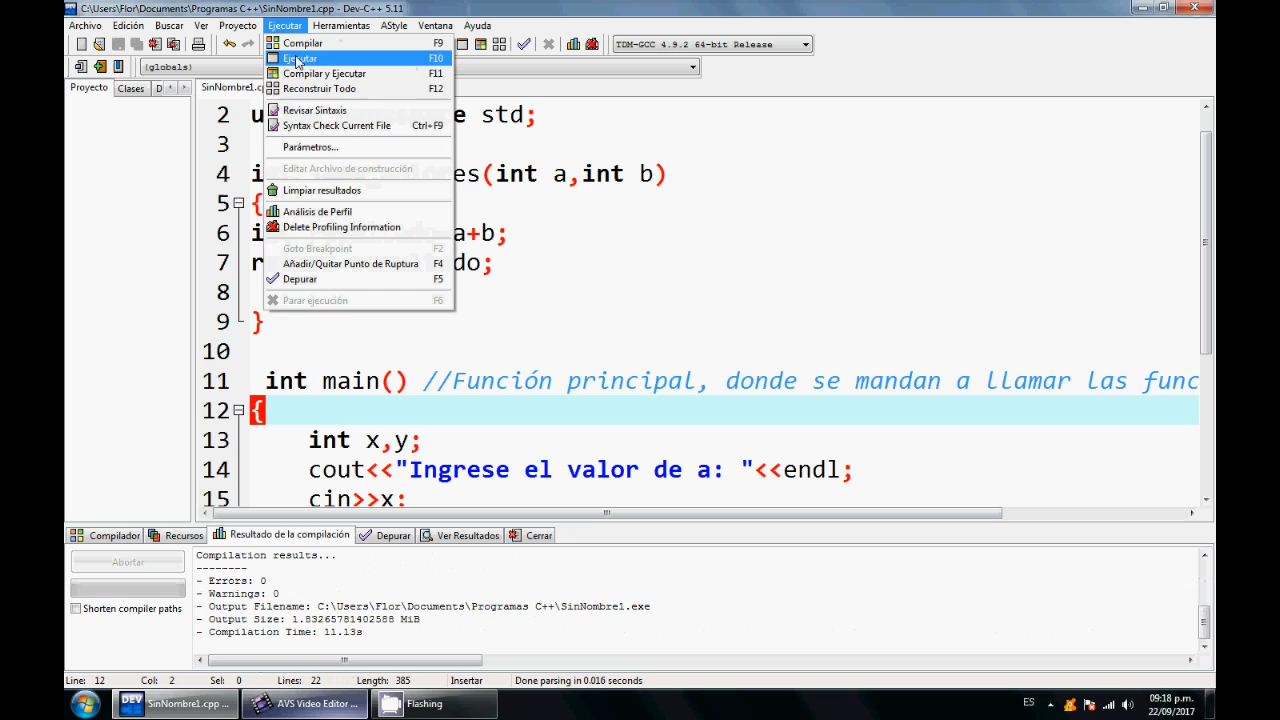 C:\Users\Flor\Documents\Programas C++\SinNombre1.cpp - Dev-C++ 5.11
Archivo Edición Buscar Ver Proyecto Ejecutar Herramientas AStyle Ventana Ayuda
TDM-GCC 4.9.2 64-bit Release
(globals)
Compilar F9
Ejecutar F10
Compilar y Ejecutar F11
Reconstruir Todo F12
Revisar Sintaxis
Syntax Check Current File Ctrl+F9
Parámetros...
Editar Archivo de construcción
Limpiar resultados
Análisis de Perfil
Delete Profiling Information
Goto Breakpoint F2
Añadir/Quitar Punto de Ruptura F4
Depurar F5
Parar ejecución F6
Proyecto Clases D
SinNombre1.cp
2 u e std;
3
4 i es(int a,int b)
5 {
6 i a+b;
7 r do;
8
9 }
10
11 int main() //Función principal, donde se mandan a llamar las func
12 {
13 int x,y;
14 cout<<"Ingrese el valor de a: "<<endl;
15 cin>>x;
Compilador Recursos Resultado de la compilación Depurar Ver Resultados Cerrar
Abortar
Shorten compiler paths
Compilation results...
--------
- Errors: 0
- Warnings: 0
- Output Filename: C:\Users\Flor\Documents\Programas C++\SinNombre1.exe
- Output Size: 1.83265781402588 MiB
- Compilation Time: 11.13s
Line: 12 Col: 2 Sel: 0 Lines: 22 Length: 385 Insertar Done parsing in 0.016 seconds
DEV SinNombre1.cpp ... AVS Video Editor ... Flashing
ES
09:18 p.m.
22/09/2017